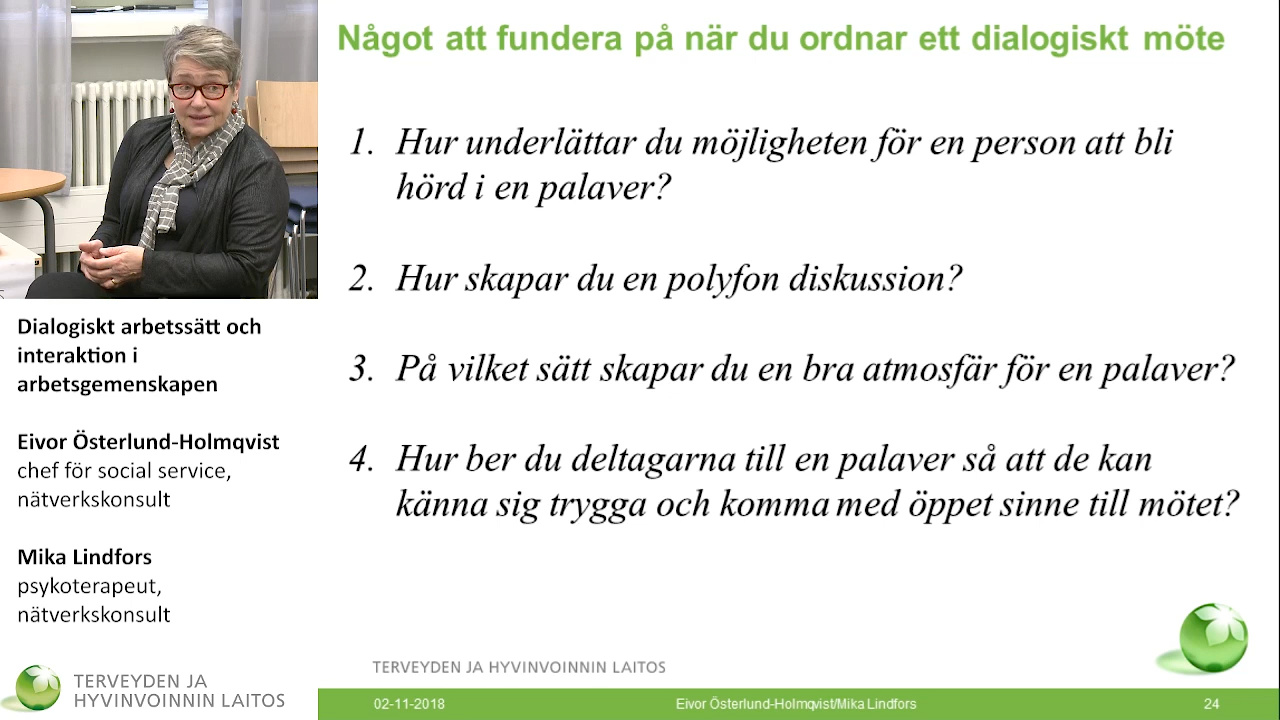 Något att fundera på när du ordnar ett dialogiskt möte
1. Hur underlättar du möjligheten för en person att bli
hörd i en palaver?
2. Hur skapar du en polyfon diskussion?
3. På vilket sätt skapar du en bra atmosfär för en palaver?
4. Hur ber du deltagarna till en palaver så att de kan
känna sig trygga och komma med öppet sinne till mötet?
Dialogiskt arbetssätt och
interaktion i
arbetsgemenskapen
Eivor Österlund-Holmqvist
chef för social service,
nätverkskonsult
Mika Lindfors
psykoterapeut,
nätverkskonsult
TERVEYDEN JA
HYVINVOINNIN LAITOS
TERVEYDEN JA HYVINVOINNIN LAITOS
02-11-2018 Eivor Österlund-Holmqvist/Mika Lindfors 24